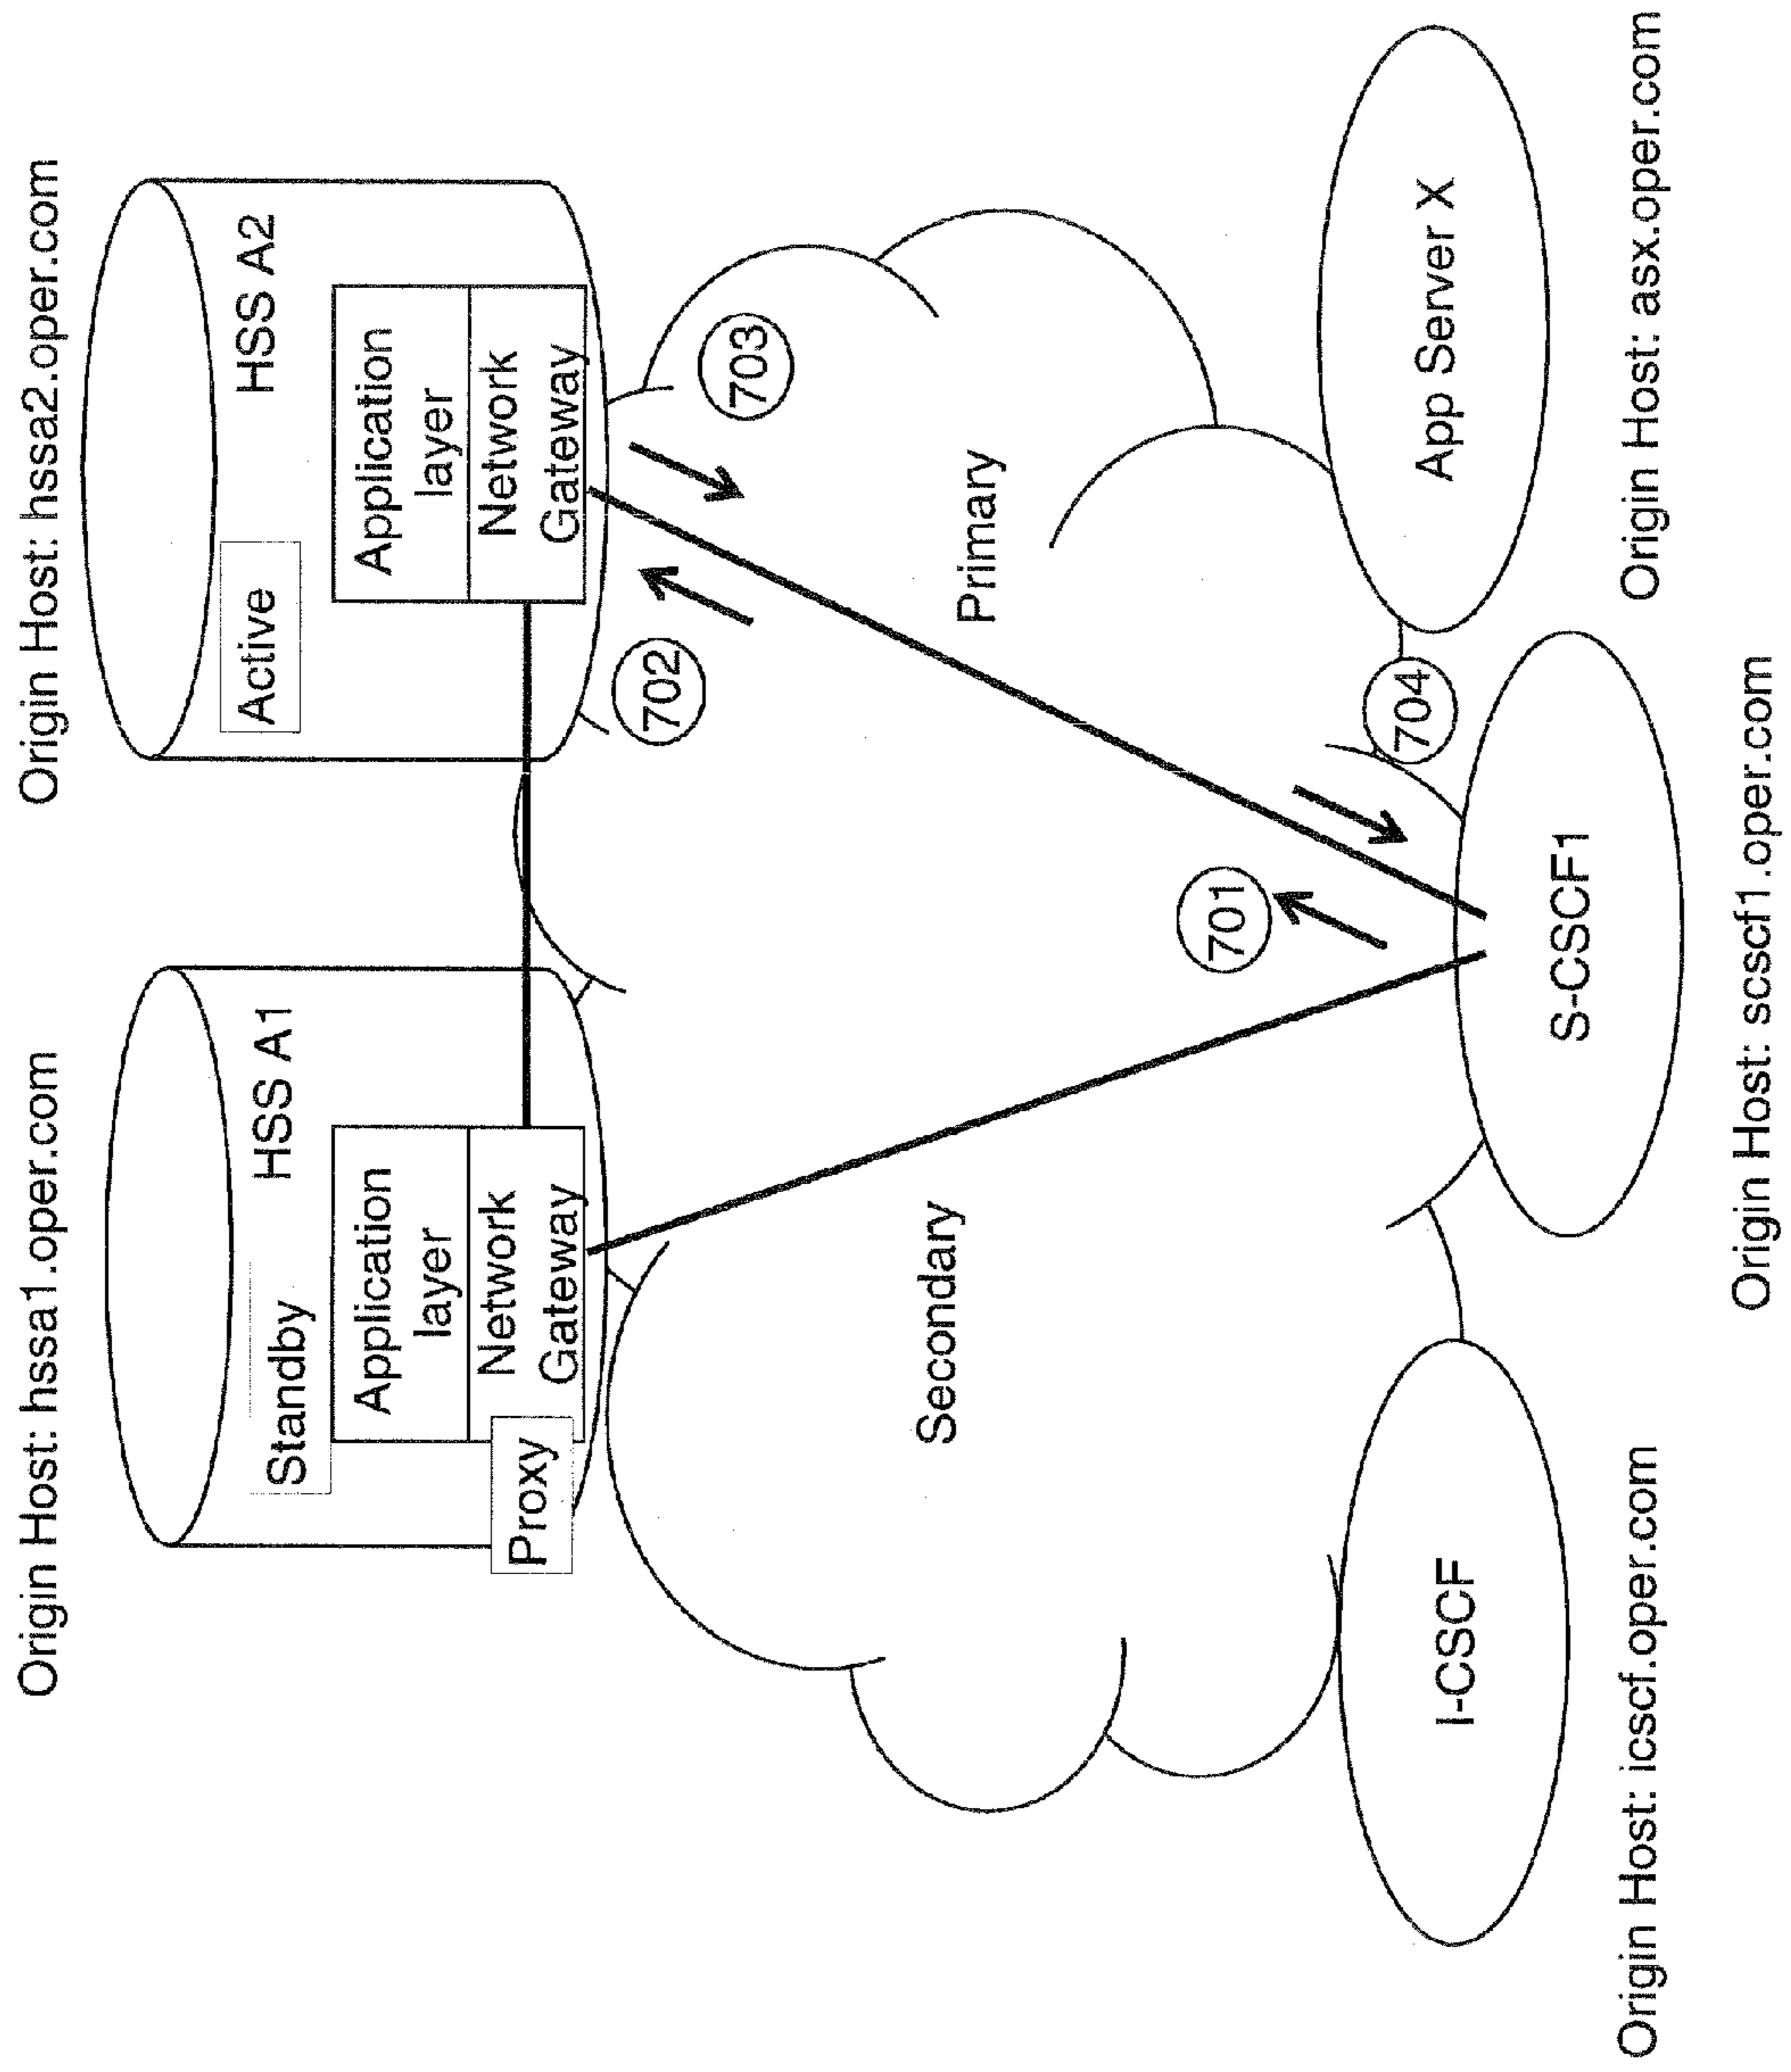 Origin Host: hssa1.oper.com
Origin Host: hssa2.oper.com
HSS A1
Standby
Application
layer
Network
Gateway
Proxy
HSS A2
Active
Application
layer
Network
Gateway
702
703
Secondary
Primary
701
704
I-CSCF
S-CSCF1
App Server X
Origin Host: icscf.oper.com
Origin Host: scscf1.oper.com
Origin Host: asx.oper.com